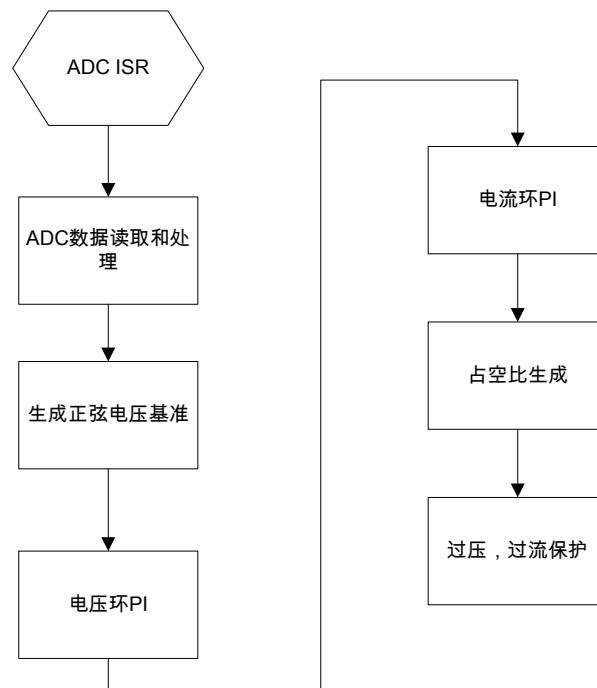 ADC ISR
ADC数据读取和处
理
生成正弦电压基准
电压环PI
电流环PI
占空比生成
过压，过流保护